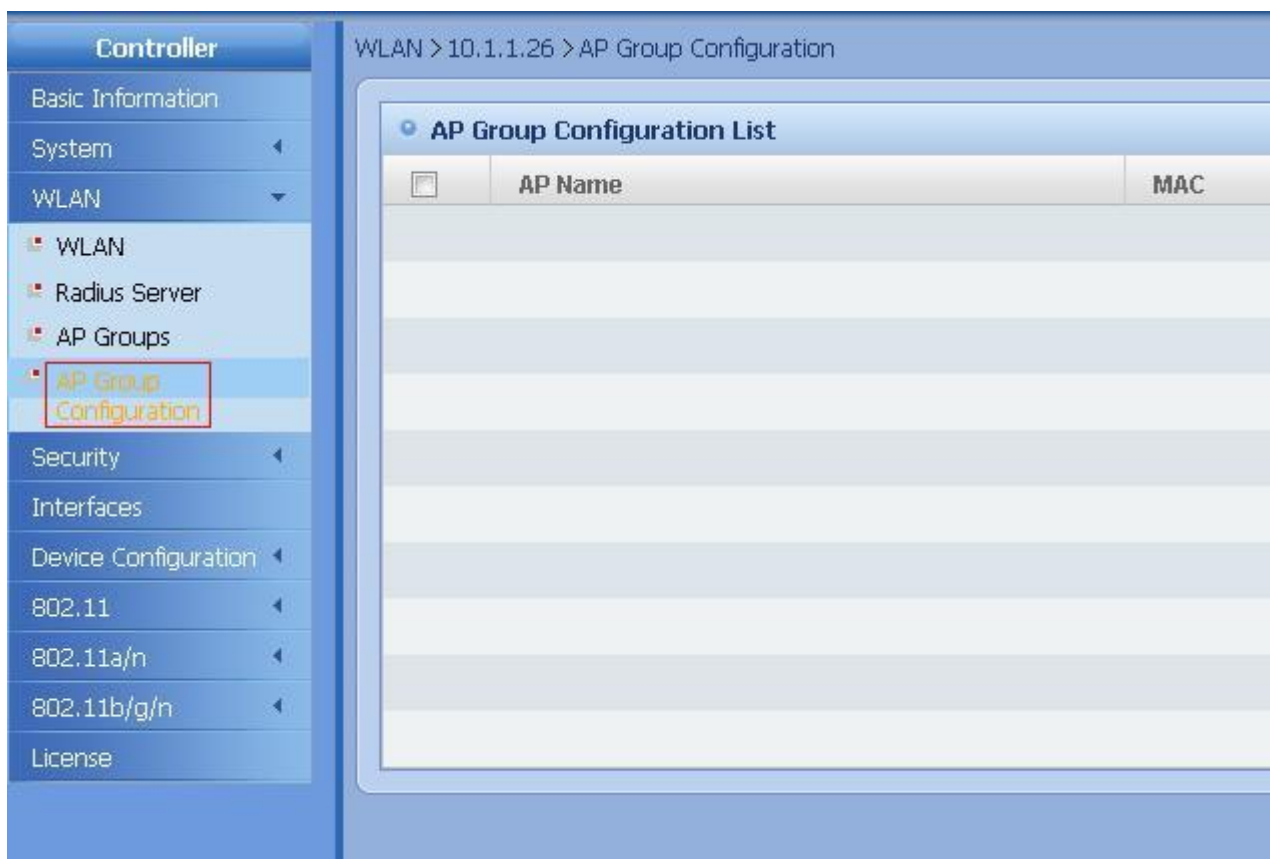 Controller
WLAN > 10.1.1.26 > AP Group Configuration
Basic Information
System
WLAN
WLAN
Radius Server
AP Groups
AP Group
Configuration
Security
Interfaces
Device Configuration
802.11
802.11a/n
802.11b/g/n
License
AP Group Configuration List
AP Name
MAC